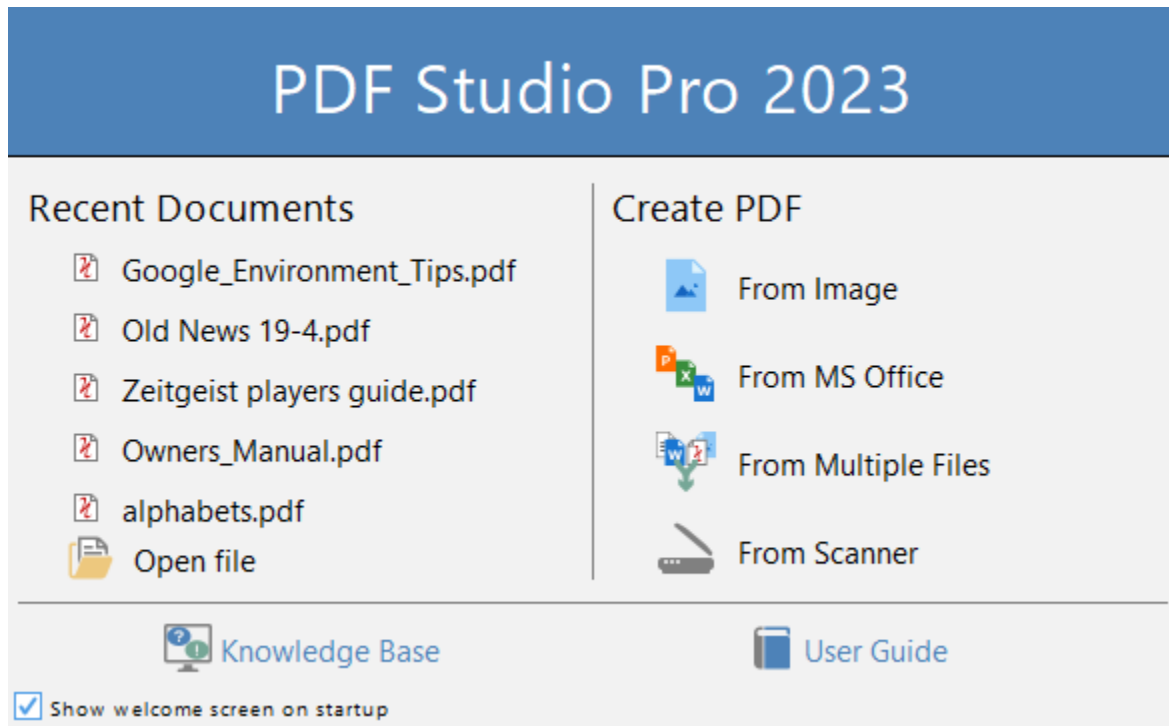 PDF Studio Pro 2023
Recent Documents
Google_Environment_Tips.pdf
Old News 19-4.pdf
Zeitgeist players guide.pdf
Owners_Manual.pdf
alphabets.pdf
Open file
Create PDF
From Image
From MS Office
From Multiple Files
From Scanner
Knowledge Base
User Guide
Show welcome screen on startup